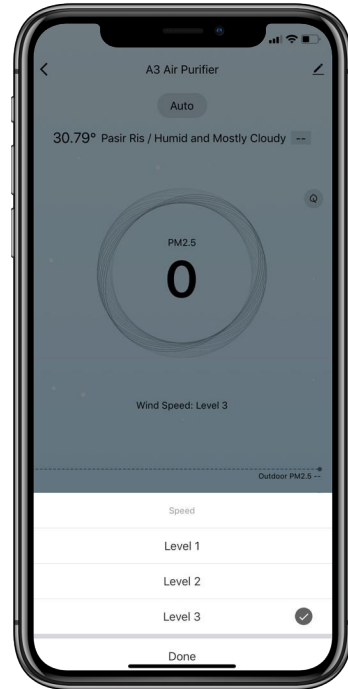 A3 Air Purifier
Auto
30.79° Pasir Ris / Humid and Mostly Cloudy --
PM2.5
0
Wind Speed: Level 3
Outdoor PM2.5 --
Speed
Level 1
Level 2
Level 3
Done